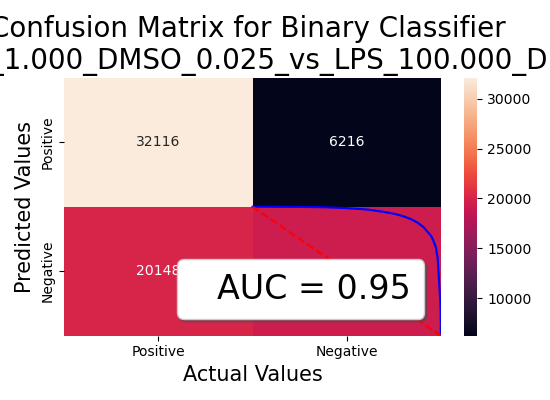 Confusion Matrix for Binary Classifier
_1.000_DMSO_0.025_vs_LPS_100.000_D
Predicted Values
Positive
Negative
32116
6216
20148
AUC = 0.95
Positive
Negative
Actual Values
30000
25000
20000
15000
10000